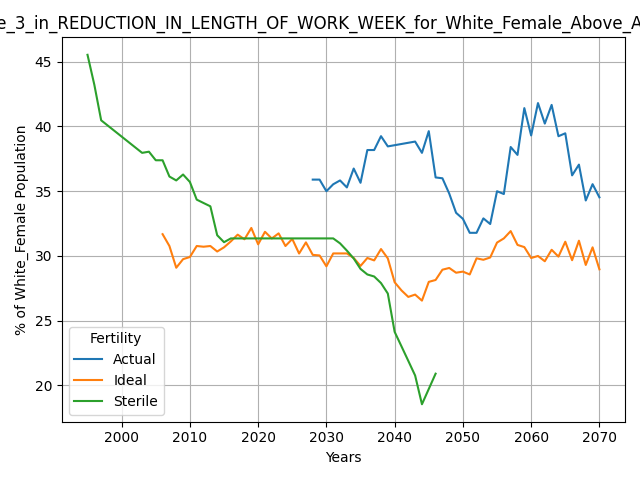 e_3_in_REDUCTION_IN_LENGTH_OF_WORK_WEEK_for_White_Female_Above_A
% of White_Female Population
45
40
35
30
25
20
Fertility
Actual
Ideal
Sterile
2000 2010 2020 2030 2040 2050 2060 2070
Years